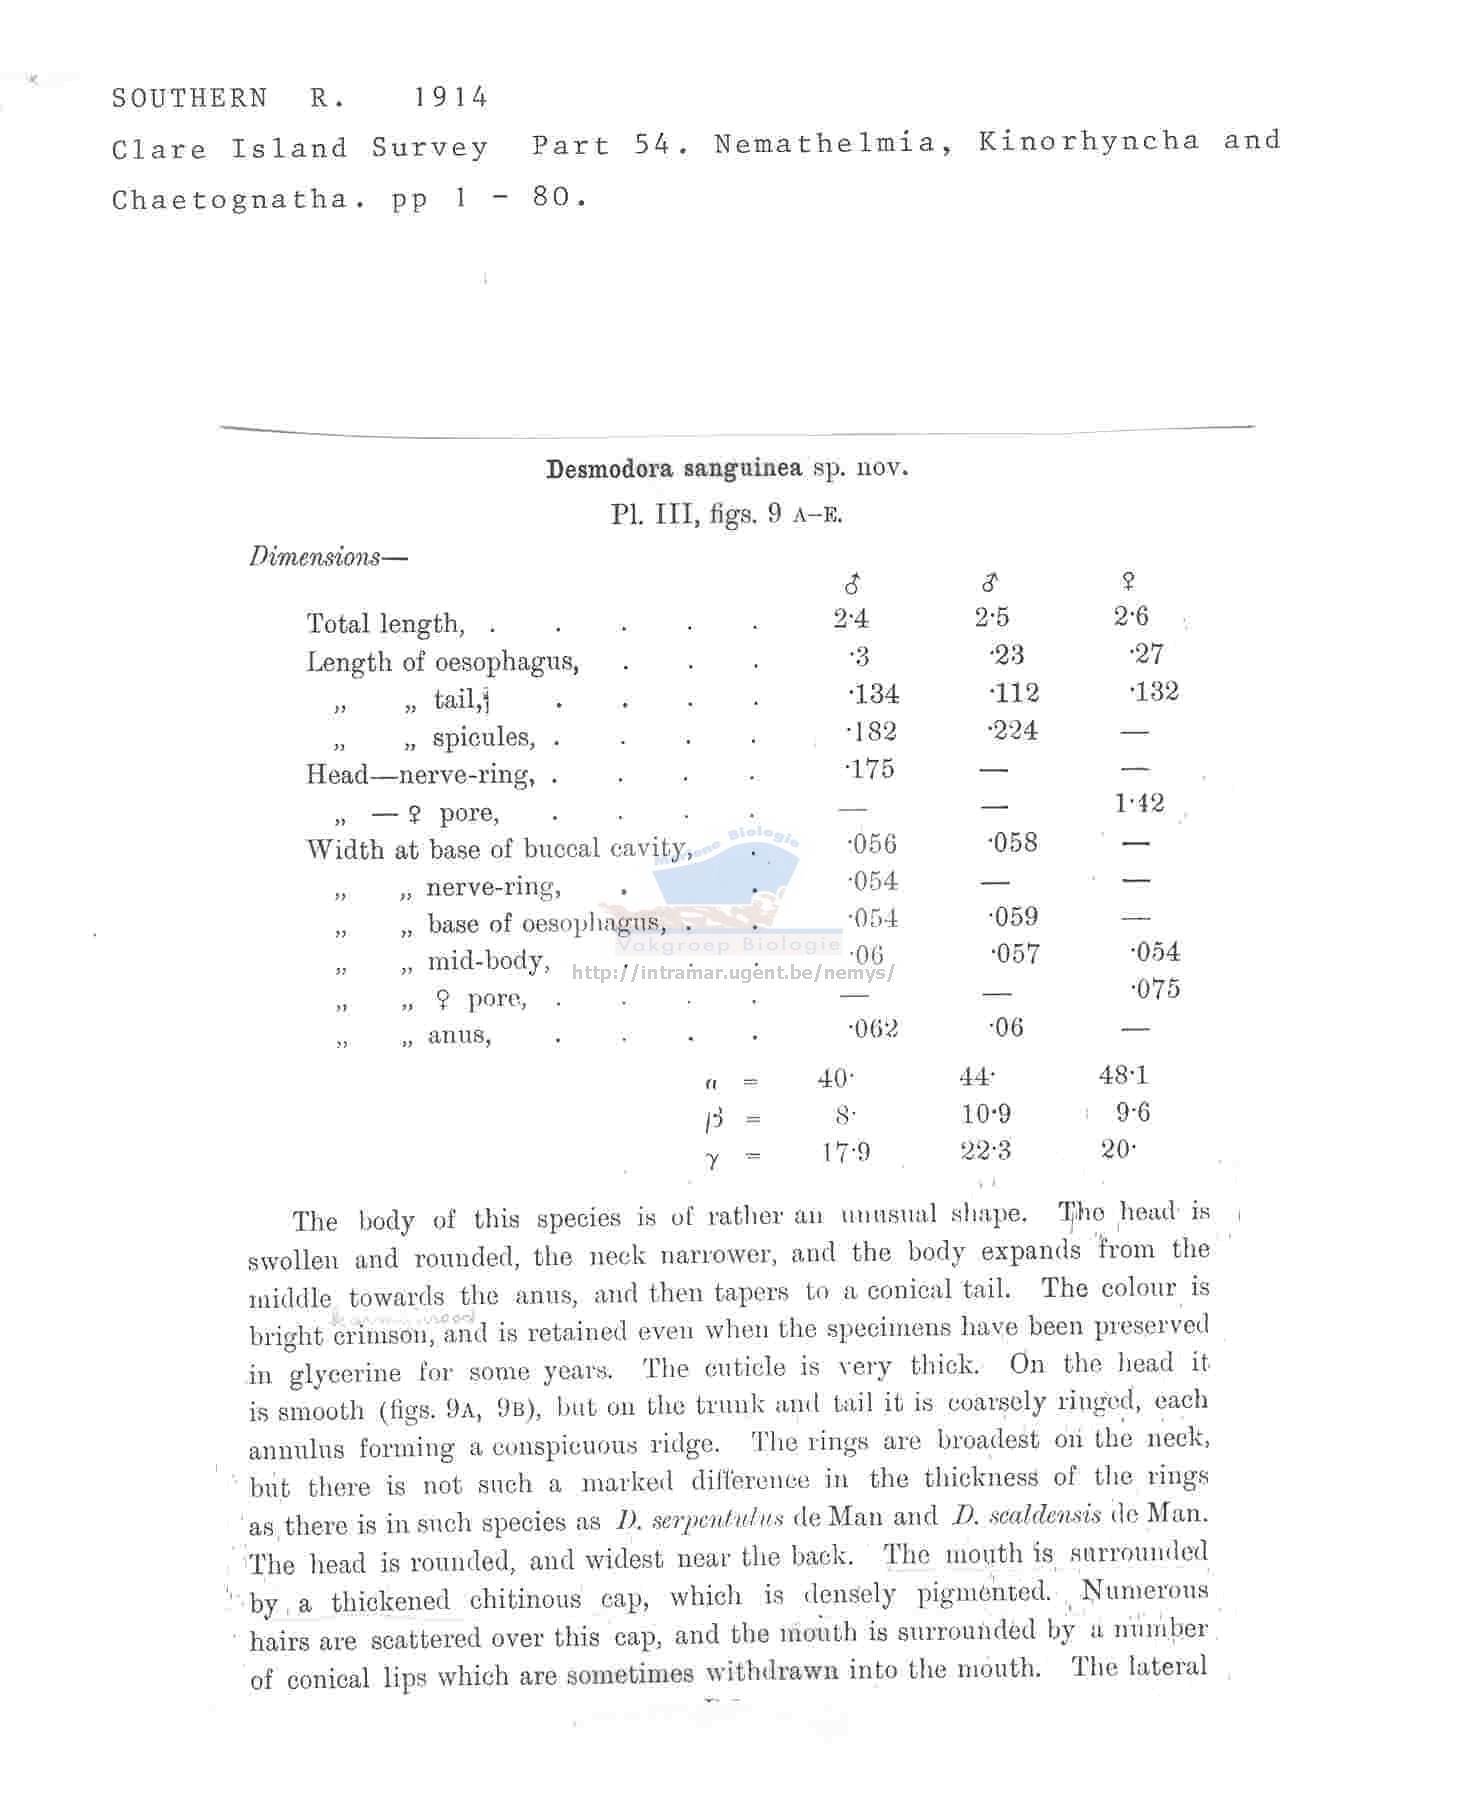 SOUTHERN R. 1914
Clare Island Survey Part 54. Nemathelmia, Kinorhyncha and
Chaetognatha. pp 1 - 80.
Desmodora sanguinea sp. nov.
Pl. III, figs. 9 A–E.
Dimensions—
♂ ♂ ♀
Total length, . . . . . 2·4 2·5 2·6
Length of oesophagus, . . . ·3 ·23 ·27
„ „ tail, . . . . ·134 ·112 ·132
„ „ spicules, . . . . ·182 ·224 —
Head—nerve-ring, . . . . ·175 — —
„ — ♀ pore, . . . . — — 1·42
Width at base of buccal cavity, . ·056 ·058 —
„ „ nerve-ring, . . ·054 — —
„ „ base of oesophagus, . . ·054 ·059 —
„ „ mid-body, . . . ·06 ·057 ·054
„ „ ♀ pore, . . . . — — ·075
„ „ anus, . . . . ·062 ·06 —
α = 40· 44· 48·1
β = 8· 10·9 9·6
γ = 17·9 22·3 20·
Mariene Biologie
Vakgroep Biologie
http://intramar.ugent.be/nemys/
The body of this species is of rather an unusual shape. The head is
swollen and rounded, the neck narrower, and the body expands from the
middle towards the anus, and then tapers to a conical tail. The colour is
bright crimson, and is retained even when the specimens have been preserved
in glycerine for some years. The cuticle is very thick. On the head it
is smooth (figs. 9A, 9B), but on the trunk and tail it is coarsely ringed, each
annulus forming a conspicuous ridge. The rings are broadest on the neck,
but there is not such a marked difference in the thickness of the rings
as there is in such species as D. serpentulus de Man and D. scaldensis de Man.
The head is rounded, and widest near the back. The mouth is surrounded
by a thickened chitinous cap, which is densely pigmented. Numerous
hairs are scattered over this cap, and the mouth is surrounded by a number
of conical lips which are sometimes withdrawn into the mouth. The lateral